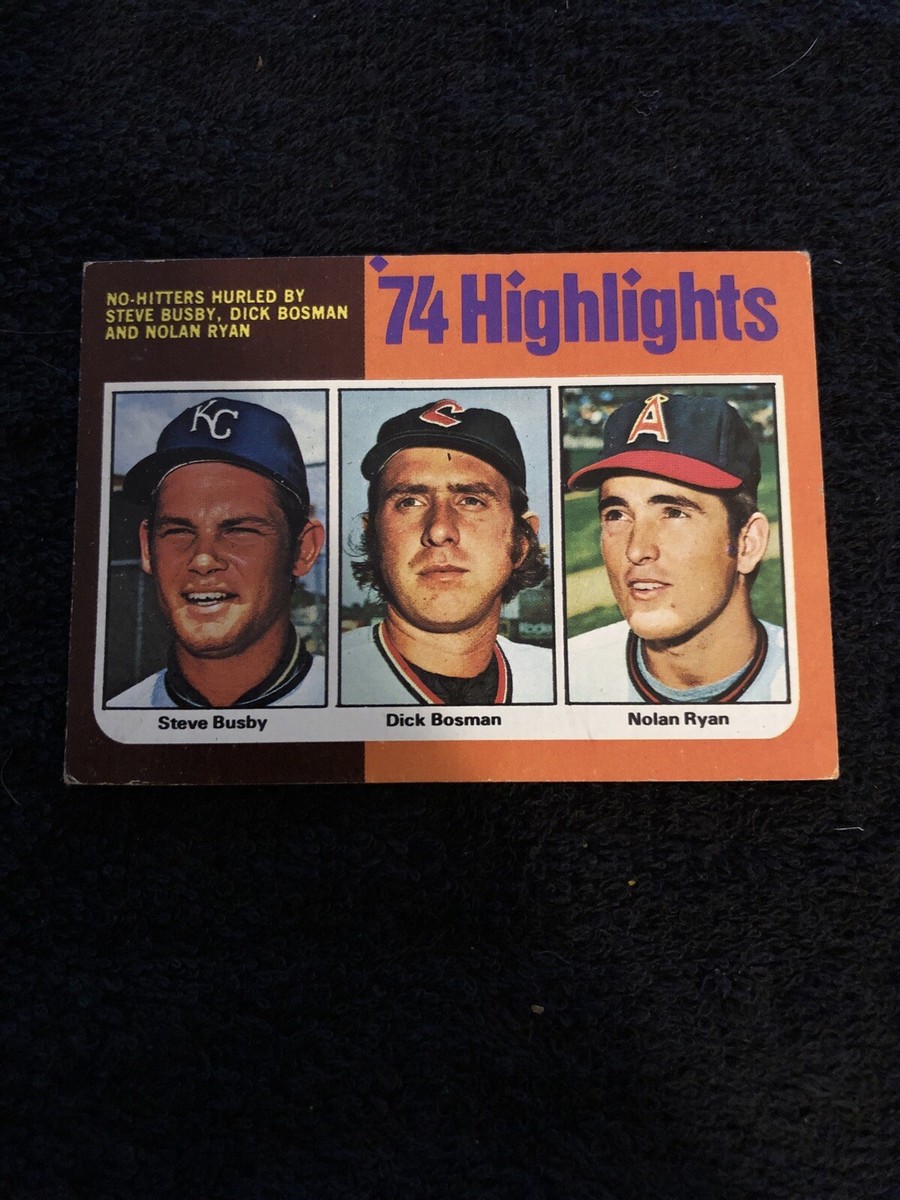 NO-HITTERS HURLED BY
STEVE BUSBY, DICK BOSMAN
AND NOLAN RYAN
'74 Highlights
KC
C
A
Steve Busby
Dick Bosman
Nolan Ryan